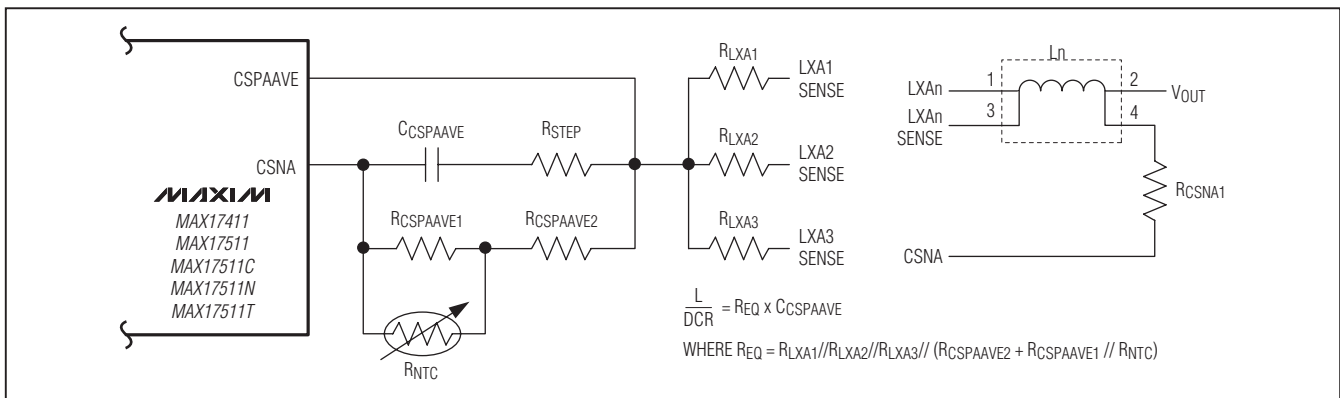 CSPAAVE
CSNA
MAXIM
MAX17411
MAX17511
MAX17511C
MAX17511N
MAX17511T
CCSPAAVE
RSTEP
RCSPAAVE1
RCSPAAVE2
RNTC
RLXA1
LXA1
SENSE
RLXA2
LXA2
SENSE
RLXA3
LXA3
SENSE
Ln
LXAn
1
2
VOUT
LXAn
SENSE
3
4
RCSNA1
CSNA
L
DCR = REQ x CCSPAAVE
WHERE REQ = RLXA1//RLXA2//RLXA3// (RCSPAAVE2 + RCSPAAVE1 // RNTC)